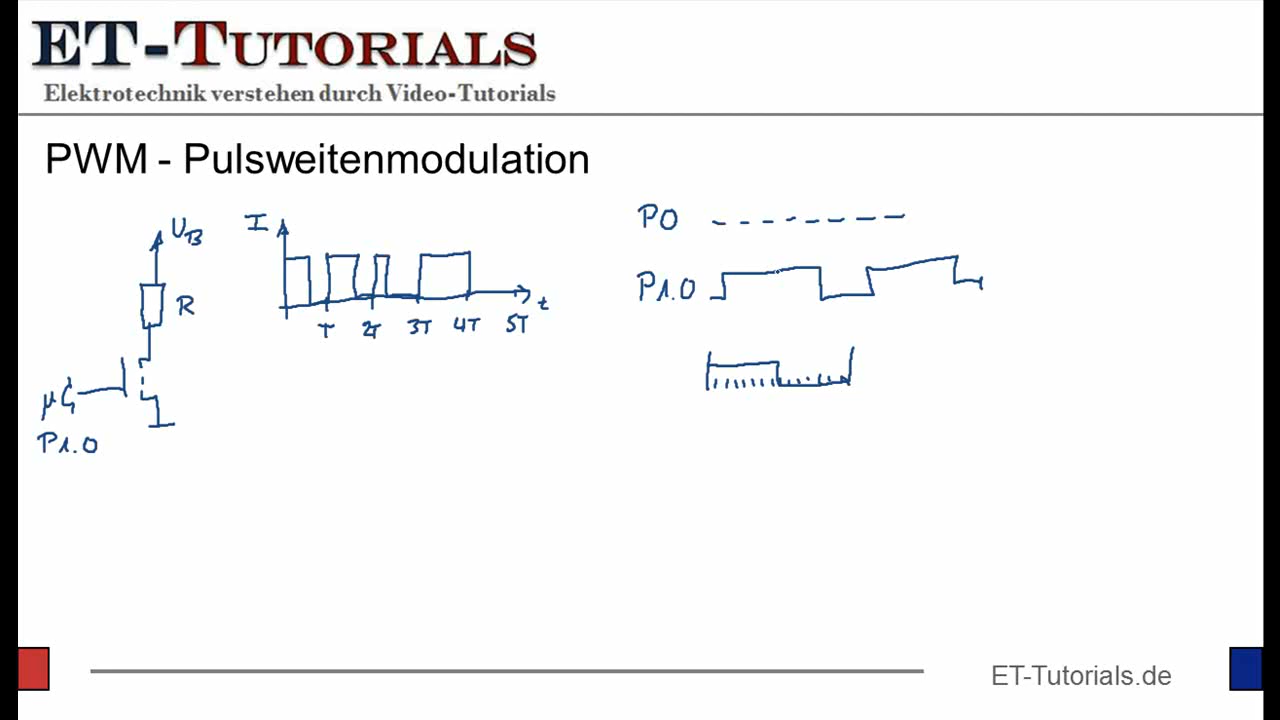 ET-TUTORIALS
Elektrotechnik verstehen durch Video-Tutorials
PWM - Pulsweitenmodulation
UB
R
µC
P1.0
I
t
T 2T 3T 4T 5T
P0
P1.0
ET-Tutorials.de